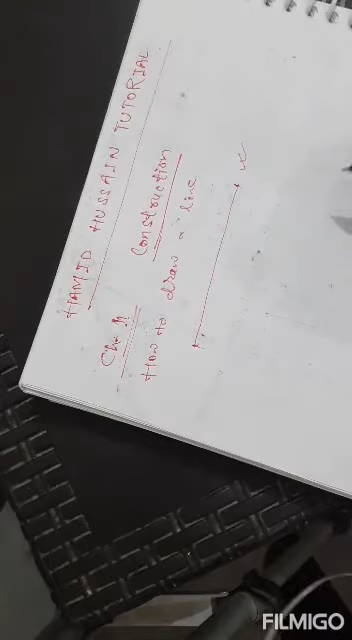 HAMID HUSSAIN TUTORIAL
Ch. 11 Construction
How to draw a line
FILMIGO